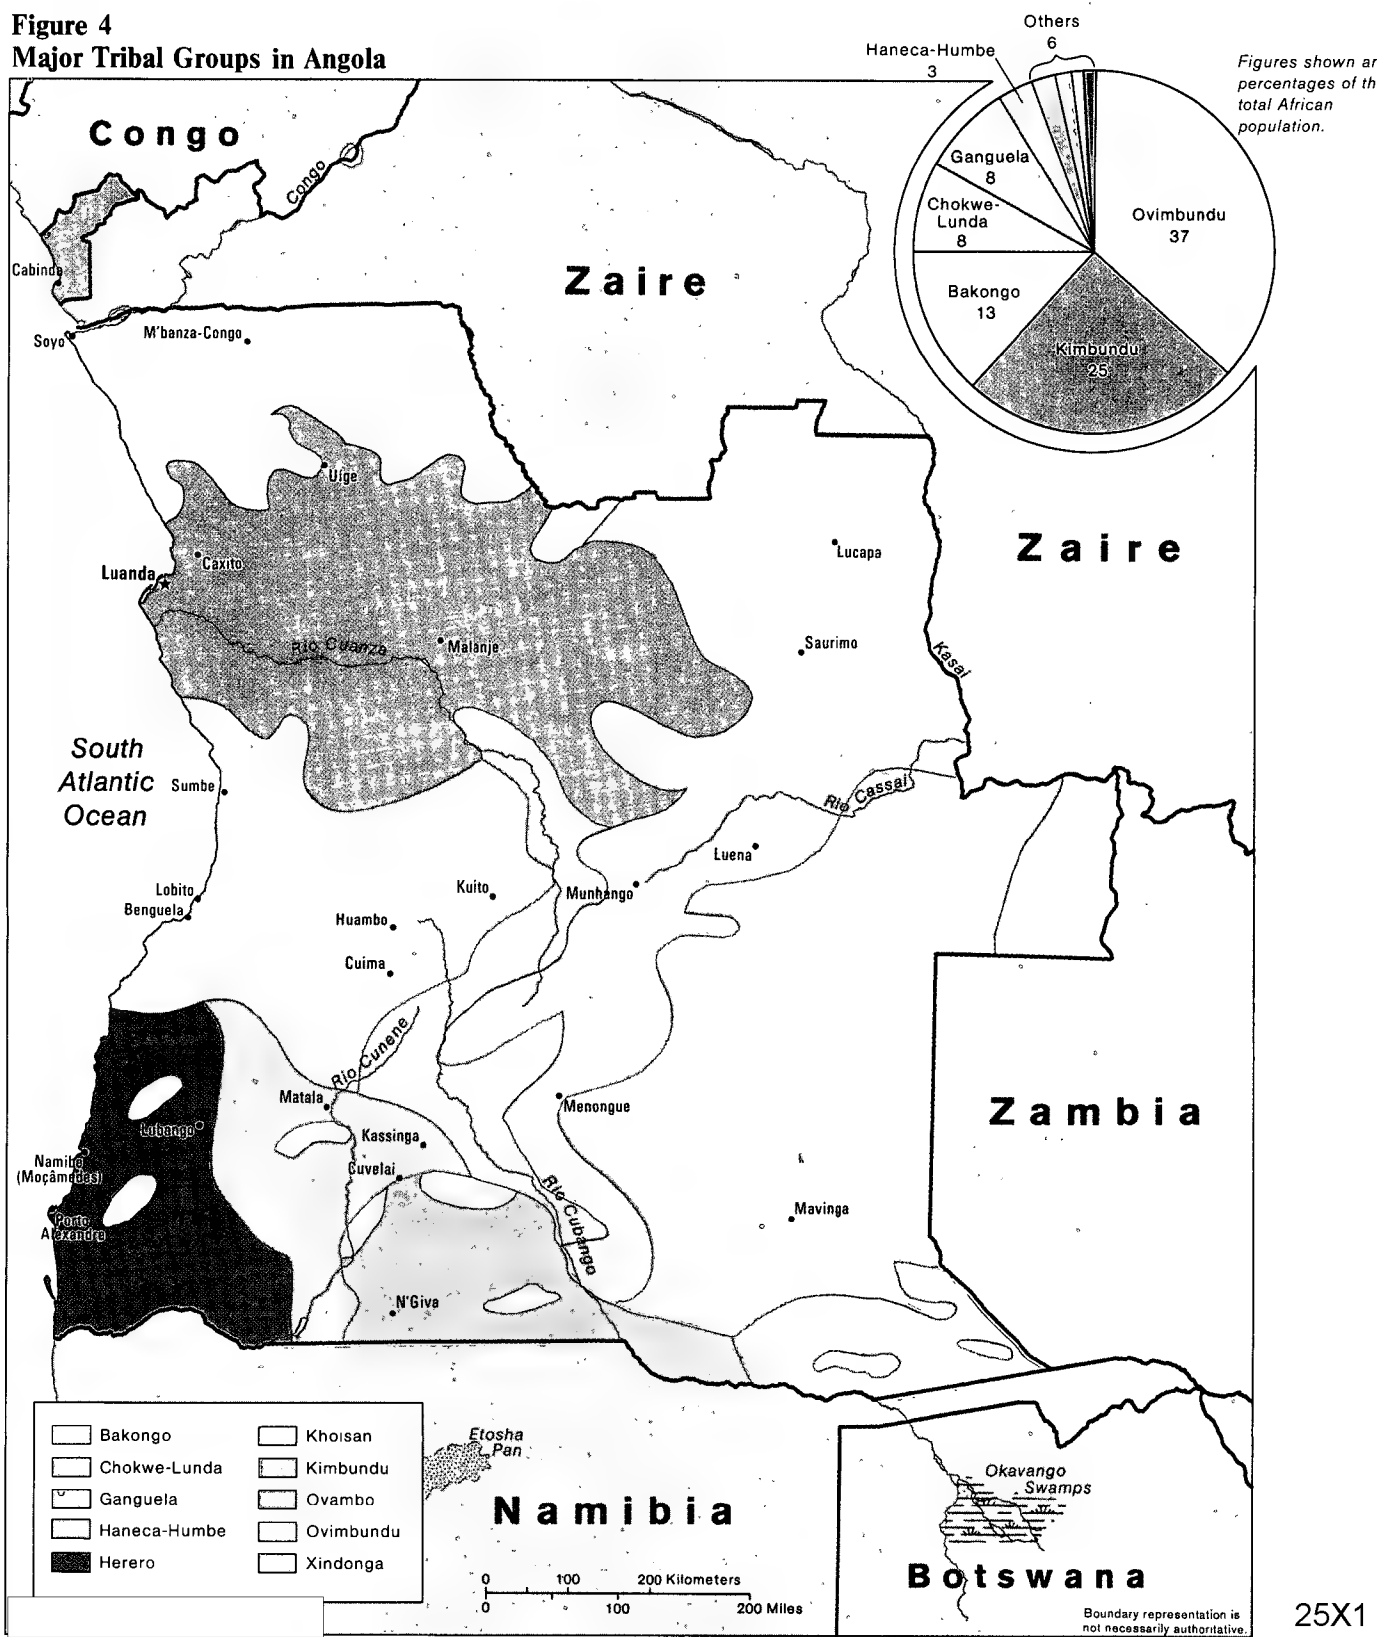 Figure 4
Major Tribal Groups in Angola
Others
6
Haneca-Humbe
3
Figures shown ar
percentages of th
total African
population.
Ganguela
8
Chokwe-
Lunda
8
Bakongo
13
Kimbundu
25
Ovimbundu
37
Congo
Congo
Zaire
Cabinda
Soyo
M'banza-Congo
Uíge
Caxito
Luanda
Lucapa
Zaire
Rio Cuanza
Malanje
Saurimo
Kasai
South
Atlantic
Ocean
Sumbe
Rio Cassai
Luena
Lobito
Benguela
Kuito
Munhango
Huambo
Cuima
Rio Cunene
Matala
Menongue
Zambia
Lubango
Kassinga
Namibe
(Moçâmedes)
Cuvelai
Rio Cubango
Mavinga
Porto
Alexandre
N'Giva
Bakongo
Chokwe-Lunda
Ganguela
Haneca-Humbe
Herero
Khoisan
Kimbundu
Ovambo
Ovimbundu
Xindonga
Etosha
Pan
Namibia
Okavango
Swamps
Botswana
0 100 200 Kilometers
0 100 200 Miles
Boundary representation is
not necessarily authoritative.
25X1